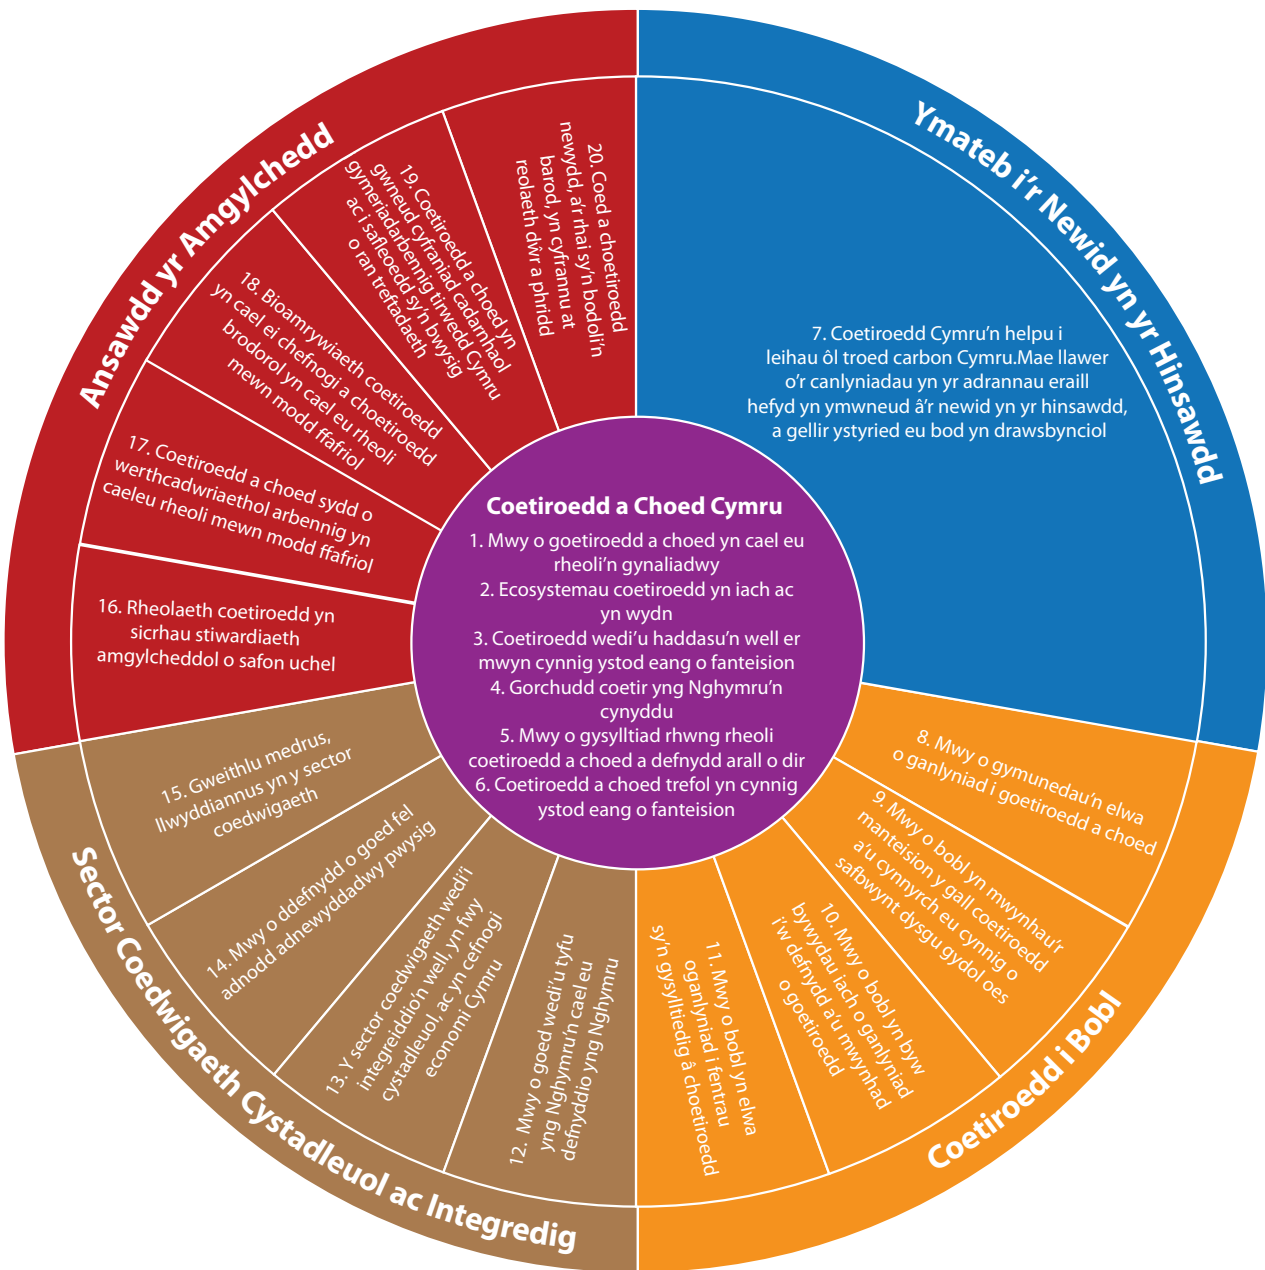 Coetiroedd a Choed Cymru
1. Mwy o goetiroedd a choed yn cael eu
rheoli'n gynaliadwy
2. Ecosystemau coetiroedd yn iach ac
yn wydn
3. Coetiroedd wedi'u haddasu'n well er
mwyn cynnig ystod eang o fanteision
4. Gorchudd coetir yng Nghymru'n
cynyddu
5. Mwy o gysylltiad rhwng rheoli
coetiroedd a choed a defnydd arall o dir
6. Coetiroedd a choed trefol yn cynnig
ystod eang o fanteision
Ymateb i'r Newid yn yr Hinsawdd
7. Coetiroedd Cymru'n helpu i
leihau ôl troed carbon Cymru.Mae llawer
o'r canlyniadau yn yr adrannau eraill
hefyd yn ymwneud â'r newid yn yr hinsawdd,
a gellir ystyried eu bod yn drawsbynciol
Coetiroedd i Bobl
8. Mwy o gymunedau'n elwa
o ganlyniad i goetiroedd a choed
9. Mwy o bobl yn mwynhau'r
manteision y gall coetiroedd
a'u cynnyrch eu cynnig o
safbwynt dysgu gydol oes
10. Mwy o bobl yn byw
bywydau iach o ganlyniad
i'w defnydd a'u mwynhad
o goetiroedd
11. Mwy o bobl yn elwa
oganlyniad i fentrau
sy'n gysylltiedig â choetiroedd
Sector Coedwigaeth Cystadleuol ac Integredig
12. Mwy o goed wedi'u tyfu
yng Nghymru'n cael eu
defnyddio yng Nghymru
13. Y sector coedwigaeth wedi'i
integreiddio'n well, yn fwy
cystadleuol, ac yn cefnogi
economi Cymru
14. Mwy o ddefnydd o goed fel
adnodd adnewyddadwy pwysig
15. Gweithlu medrus,
llwyddiannus yn y sector
coedwigaeth
Ansawdd yr Amgylchedd
16. Rheolaeth coetiroedd yn
sicrhau stiwardiaeth
amgylcheddol o safon uchel
17. Coetiroedd a choed sydd o
werthcadwriaethol arbennig yn
caeleu rheoli mewn modd ffafriol
18. Bioamrywiaeth coetiroedd
yn cael ei chefnogi a choetiroedd
brodorol yn cael eu rheoli
mewn modd ffafriol
19. Coetiroedd a choed yn
gwneud cyfraniad cadarnhaol
gymeriadarbennig tirwedd Cymru
ac i safleoedd sy'n bwysig
o ran treftadaeth
20. Coed a choetiroedd
newydd, a'r rhai sy'n bodoli'n
barod, yn cyfrannu at
reolaeth dŵr a phridd